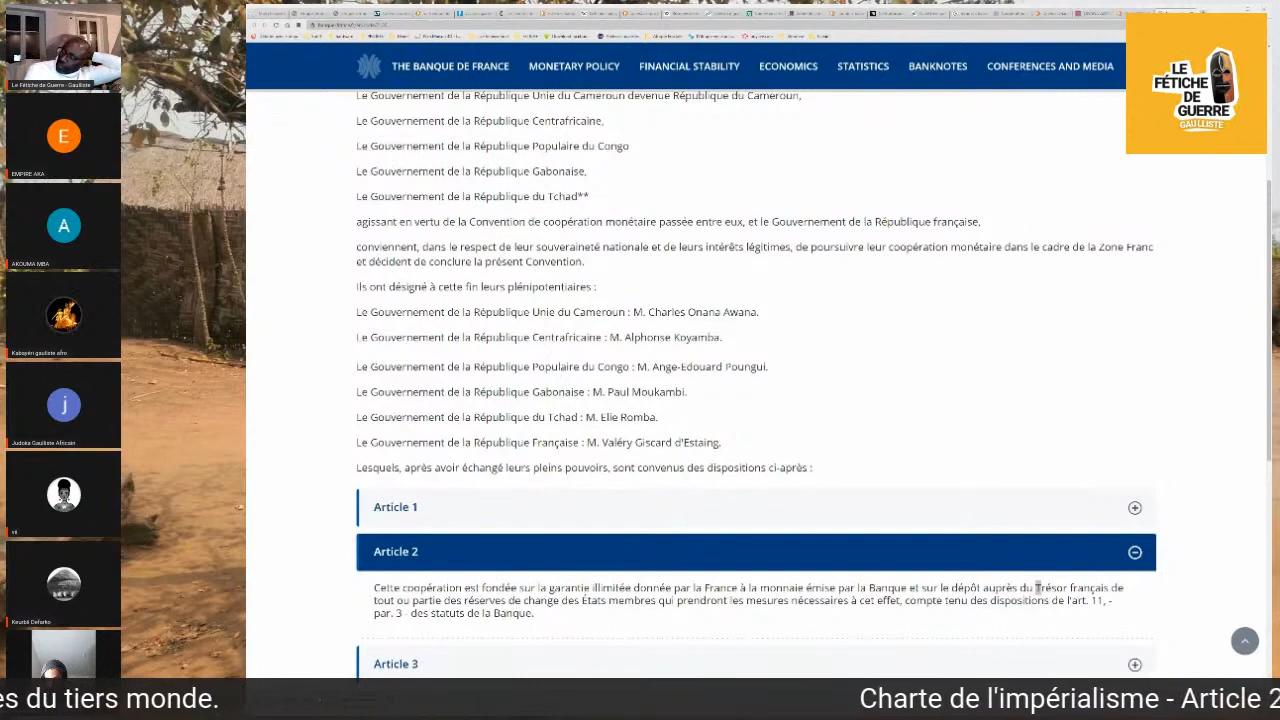 Le Fétiche de Guerre - Gaulliste
EMPIRE AKA
AKOUMA MBA
Kabayéri gauliste afro
Judoka Gaulliste Africain
vii
Keurbli Defarko
THE BANQUE DE FRANCE
MONETARY POLICY
FINANCIAL STABILITY
ECONOMICS
STATISTICS
BANKNOTES
CONFERENCES AND MEDIA
LE FÉTICHE DE GUERRE
GAULLISTE
Le Gouvernement de la République Unie du Cameroun devenue République du Cameroun,
Le Gouvernement de la République Centrafricaine,
Le Gouvernement de la République Populaire du Congo
Le Gouvernement de la République Gabonaise,
Le Gouvernement de la République du Tchad**
agissant en vertu de la Convention de coopération monétaire passée entre eux, et le Gouvernement de la République française,
conviennent, dans le respect de leur souveraineté nationale et de leurs intérêts légitimes, de poursuivre leur coopération monétaire dans le cadre de la Zone Franc
et décident de conclure la présent Convention.
Ils ont désigné à cette fin leurs plénipotentiaires :
Le Gouvernement de la République Unie du Cameroun : M. Charles Onana Awana.
Le Gouvernement de la République Centrafricaine : M. Alphonse Koyamba.
Le Gouvernement de la République Populaire du Congo : M. Ange-Edouard Poungui.
Le Gouvernement de la République Gabonaise : M. Paul Moukambi.
Le Gouvernement de la République du Tchad : M. Elie Romba.
Le Gouvernement de la République Française : M. Valéry Giscard d'Estaing.
Lesquels, après avoir échangé leurs pleins pouvoirs, sont convenus des dispositions ci-après :
Article 1
Article 2
Cette coopération est fondée sur la garantie illimitée donnée par la France à la monnaie émise par la Banque et sur le dépôt auprès du Trésor français de
tout ou partie des réserves de change des États membres qui prendront les mesures nécessaires à cet effet, compte tenu des dispositions de l'art. 11, -
par. 3 - des statuts de la Banque.
Article 3
es du tiers monde.
Charte de l'impérialisme - Article 2